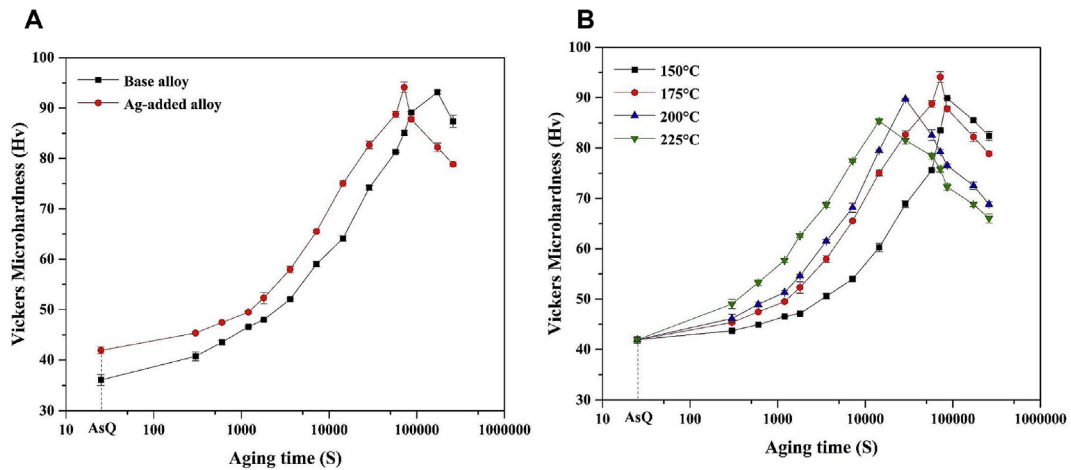 A
100
90
80
70
60
50
40
30
Vickers Microhardness (Hv)
Base alloy
Ag-added alloy
10 AsQ 100 1000 10000 100000 1000000
Aging time (S)
B
100
90
80
70
60
50
40
30
Vickers Microhardness (Hv)
150°C
175°C
200°C
225°C
10 AsQ 100 1000 10000 100000 1000000
Aging time (S)